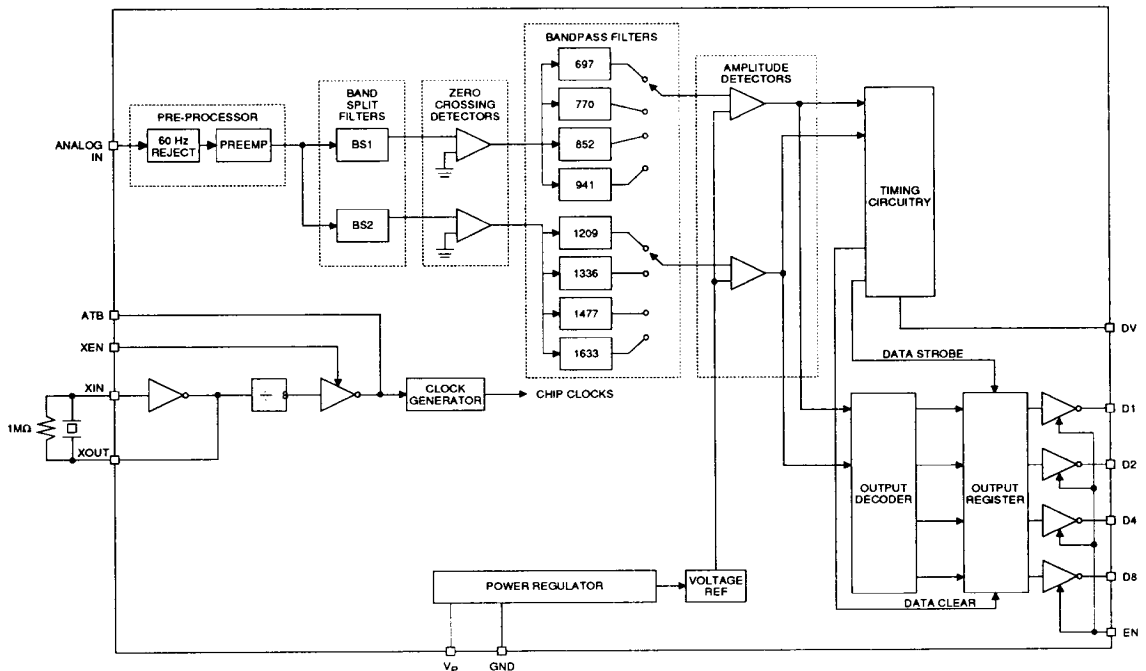 BANDPASS FILTERS
697
770
852
941
1209
1336
1477
1633
AMPLITUDE
DETECTORS
BAND
SPLIT
FILTERS
BS1
BS2
ZERO
CROSSING
DETECTORS
PRE-PROCESSOR
60 Hz
REJECT
PREEMP
ANALOG
IN
TIMING
CIRCUITRY
ATB
XEN
XIN
XOUT
1MΩ
÷
CLOCK
GENERATOR
CHIP CLOCKS
DV
DATA STROBE
D1
D2
D4
D8
EN
OUTPUT
DECODER
OUTPUT
REGISTER
DATA CLEAR
POWER REGULATOR
VOLTAGE
REF
VP
GND